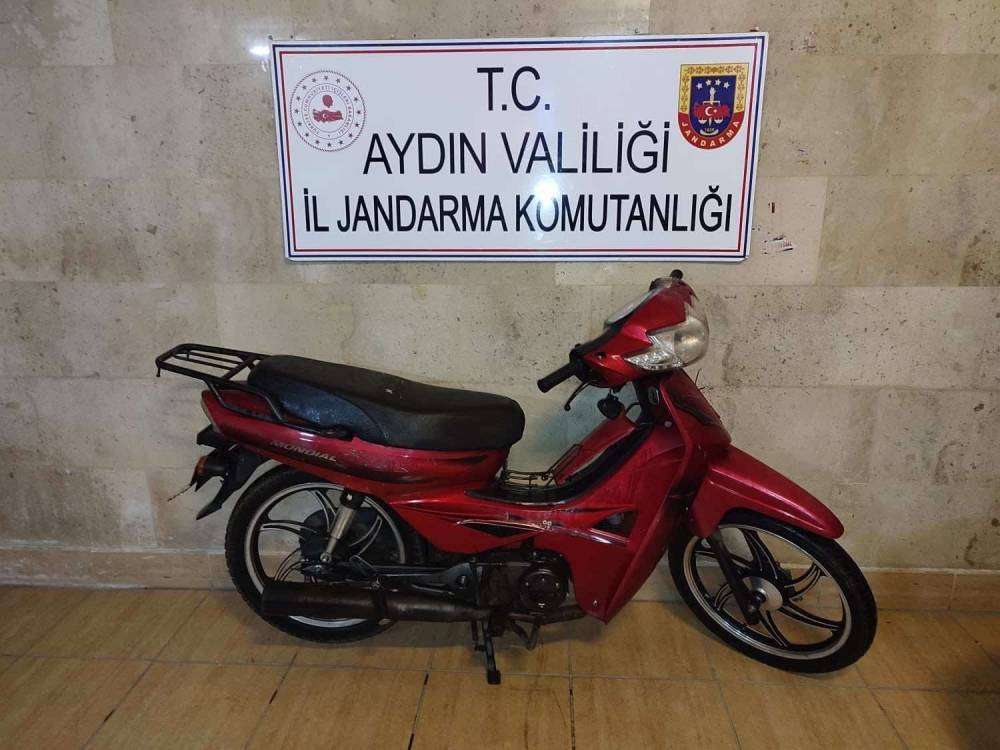 T.C.
AYDIN VALİLİĞİ
İL JANDARMA KOMUTANLIĞI
JANDARMA
MONDIAL